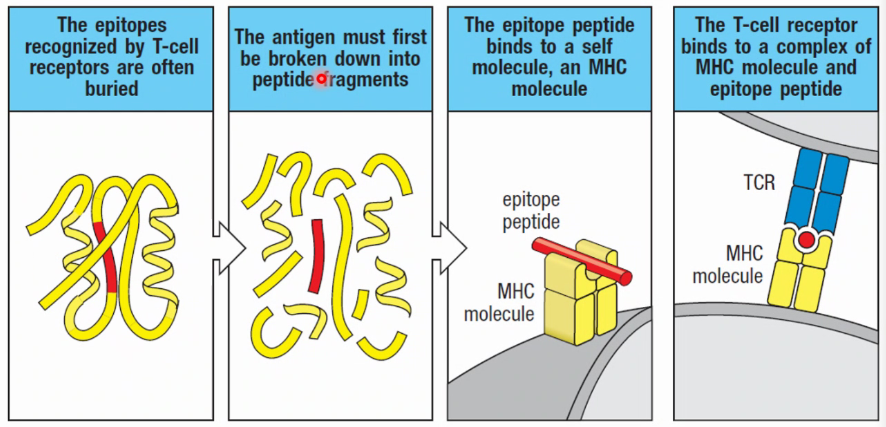 The epitopes
recognized by T-cell
receptors are often
buried
The antigen must first
be broken down into
peptide fragments
The epitope peptide
binds to a self
molecule, an MHC
molecule
The T-cell receptor
binds to a complex of
MHC molecule and
epitope peptide
epitope
peptide
MHC
molecule
TCR
MHC
molecule